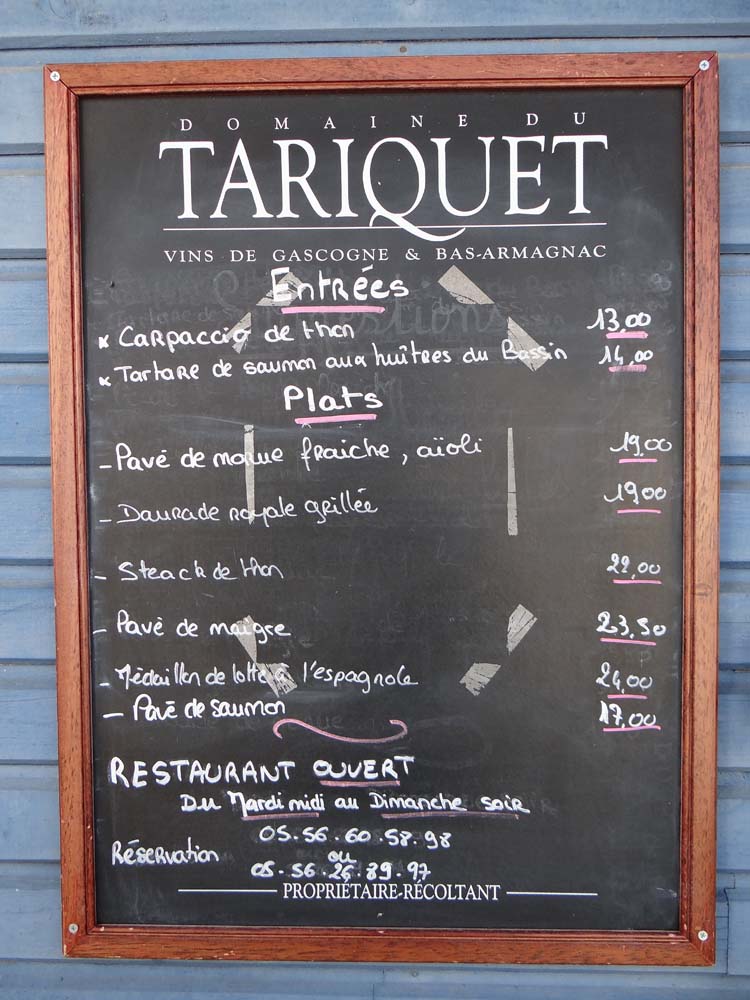 DOMAINE DU
TARIQUET
VINS DE GASCOGNE & BAS-ARMAGNAC
Entrées
× Carpaccio de thon 13,00
× Tartare de saumon aux huîtres du Bassin 14,00
Plats
- Pavé de morue fraiche, aïoli 19,00
- Daurade royale grillée 19,00
- Steack de thon 22,00
- Pavé de maigre 23,50
- Médaillon de lotte à l'espagnole 24,00
- Pavé de saumon 17,00
RESTAURANT OUVERT
Du Mardi midi au Dimanche soir
05.56.60.58.98
Réservation ou
05.56.26.89.97
PROPRIÉTAIRE-RÉCOLTANT